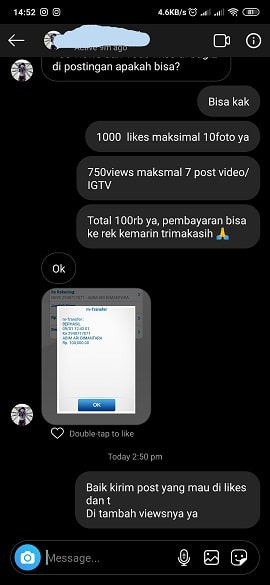 14:52
4.6KB/s
Active 9m ago
di postingan apakah bisa?
Bisa kak
1000 likes maksimal 10foto ya
750views maksmal 7 post video/
IGTV
Total 100rb ya, pembayaran bisa
ke rek kemarin trimakasih 🙏
Ok
m-Transfer
m-Transfer:
BERHASIL
Rp. 100,000.00
OK
Double-tap to like
Today 2:50 pm
Baik kirim post yang mau di likes
dan t
Di tambah viewsnya ya
Message...